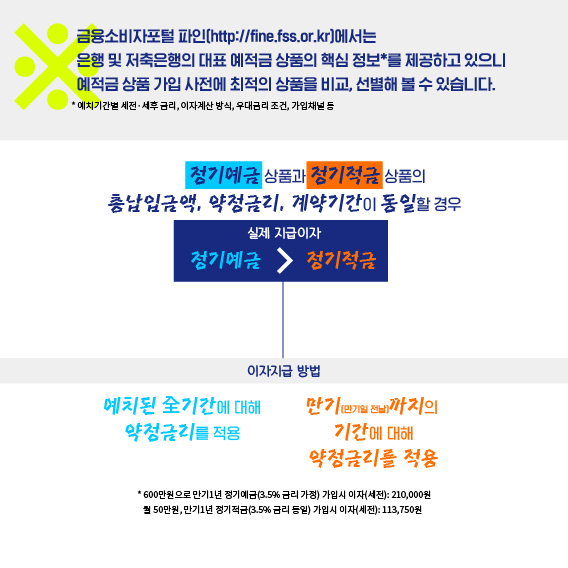 ※ 금융소비자포털 파인(http://fine.fss.or.kr)에서는
은행 및 저축은행의 대표 예적금 상품의 핵심 정보*를 제공하고 있으니
예적금 상품 가입 사전에 최적의 상품을 비교, 선별해 볼 수 있습니다.
* 예치기간별 세전·세후 금리, 이자계산 방식, 우대금리 조건, 가입채널 등
정기예금 상품과 정기적금 상품의
총납입금액, 약정금리, 계약기간이 동일할 경우
실제 지급이자
정기예금 > 정기적금
이자지급 방법
예치된 全기간에 대해
약정금리를 적용
만기(만기일 전날)까지의
기간에 대해
약정금리를 적용
* 600만원으로 만기1년 정기예금(3.5% 금리 가정) 가입시 이자(세전): 210,000원
월 50만원, 만기1년 정기적금(3.5% 금리 동일) 가입시 이자(세전): 113,750원